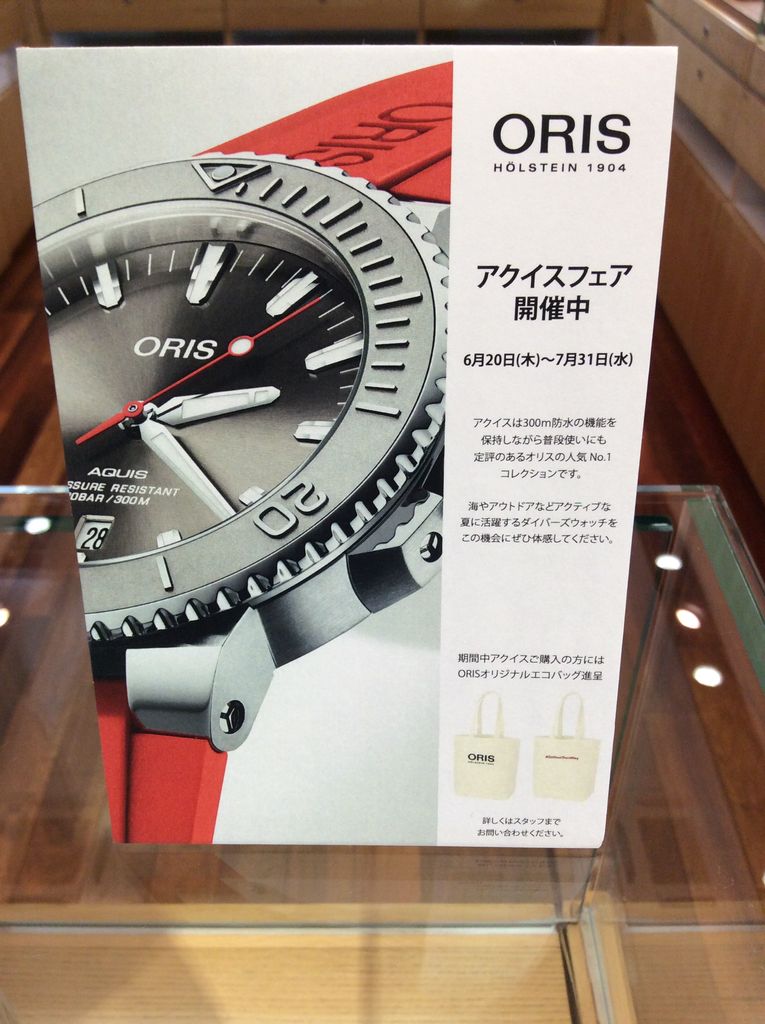 ORIS
ORIS
HÖLSTEIN 1904
アクイスフェア
開催中
6月20日(木)～7月31日(水)
アクイスは300m防水の機能を
保持しながら普段使いにも
定評のあるオリスの人気 No.1
コレクションです。
海やアウトドアなどアクティブな
夏に活躍するダイバーズウォッチを
この機会にぜひ体感してください。
期間中アクイスご購入の方には
ORISオリジナルエコバッグ進呈
ORIS
HÖLSTEIN 1904
詳しくはスタッフまで
お問い合わせください。
ORIS
AQUIS
SSURE RESISTANT
0BAR/300M
28
20